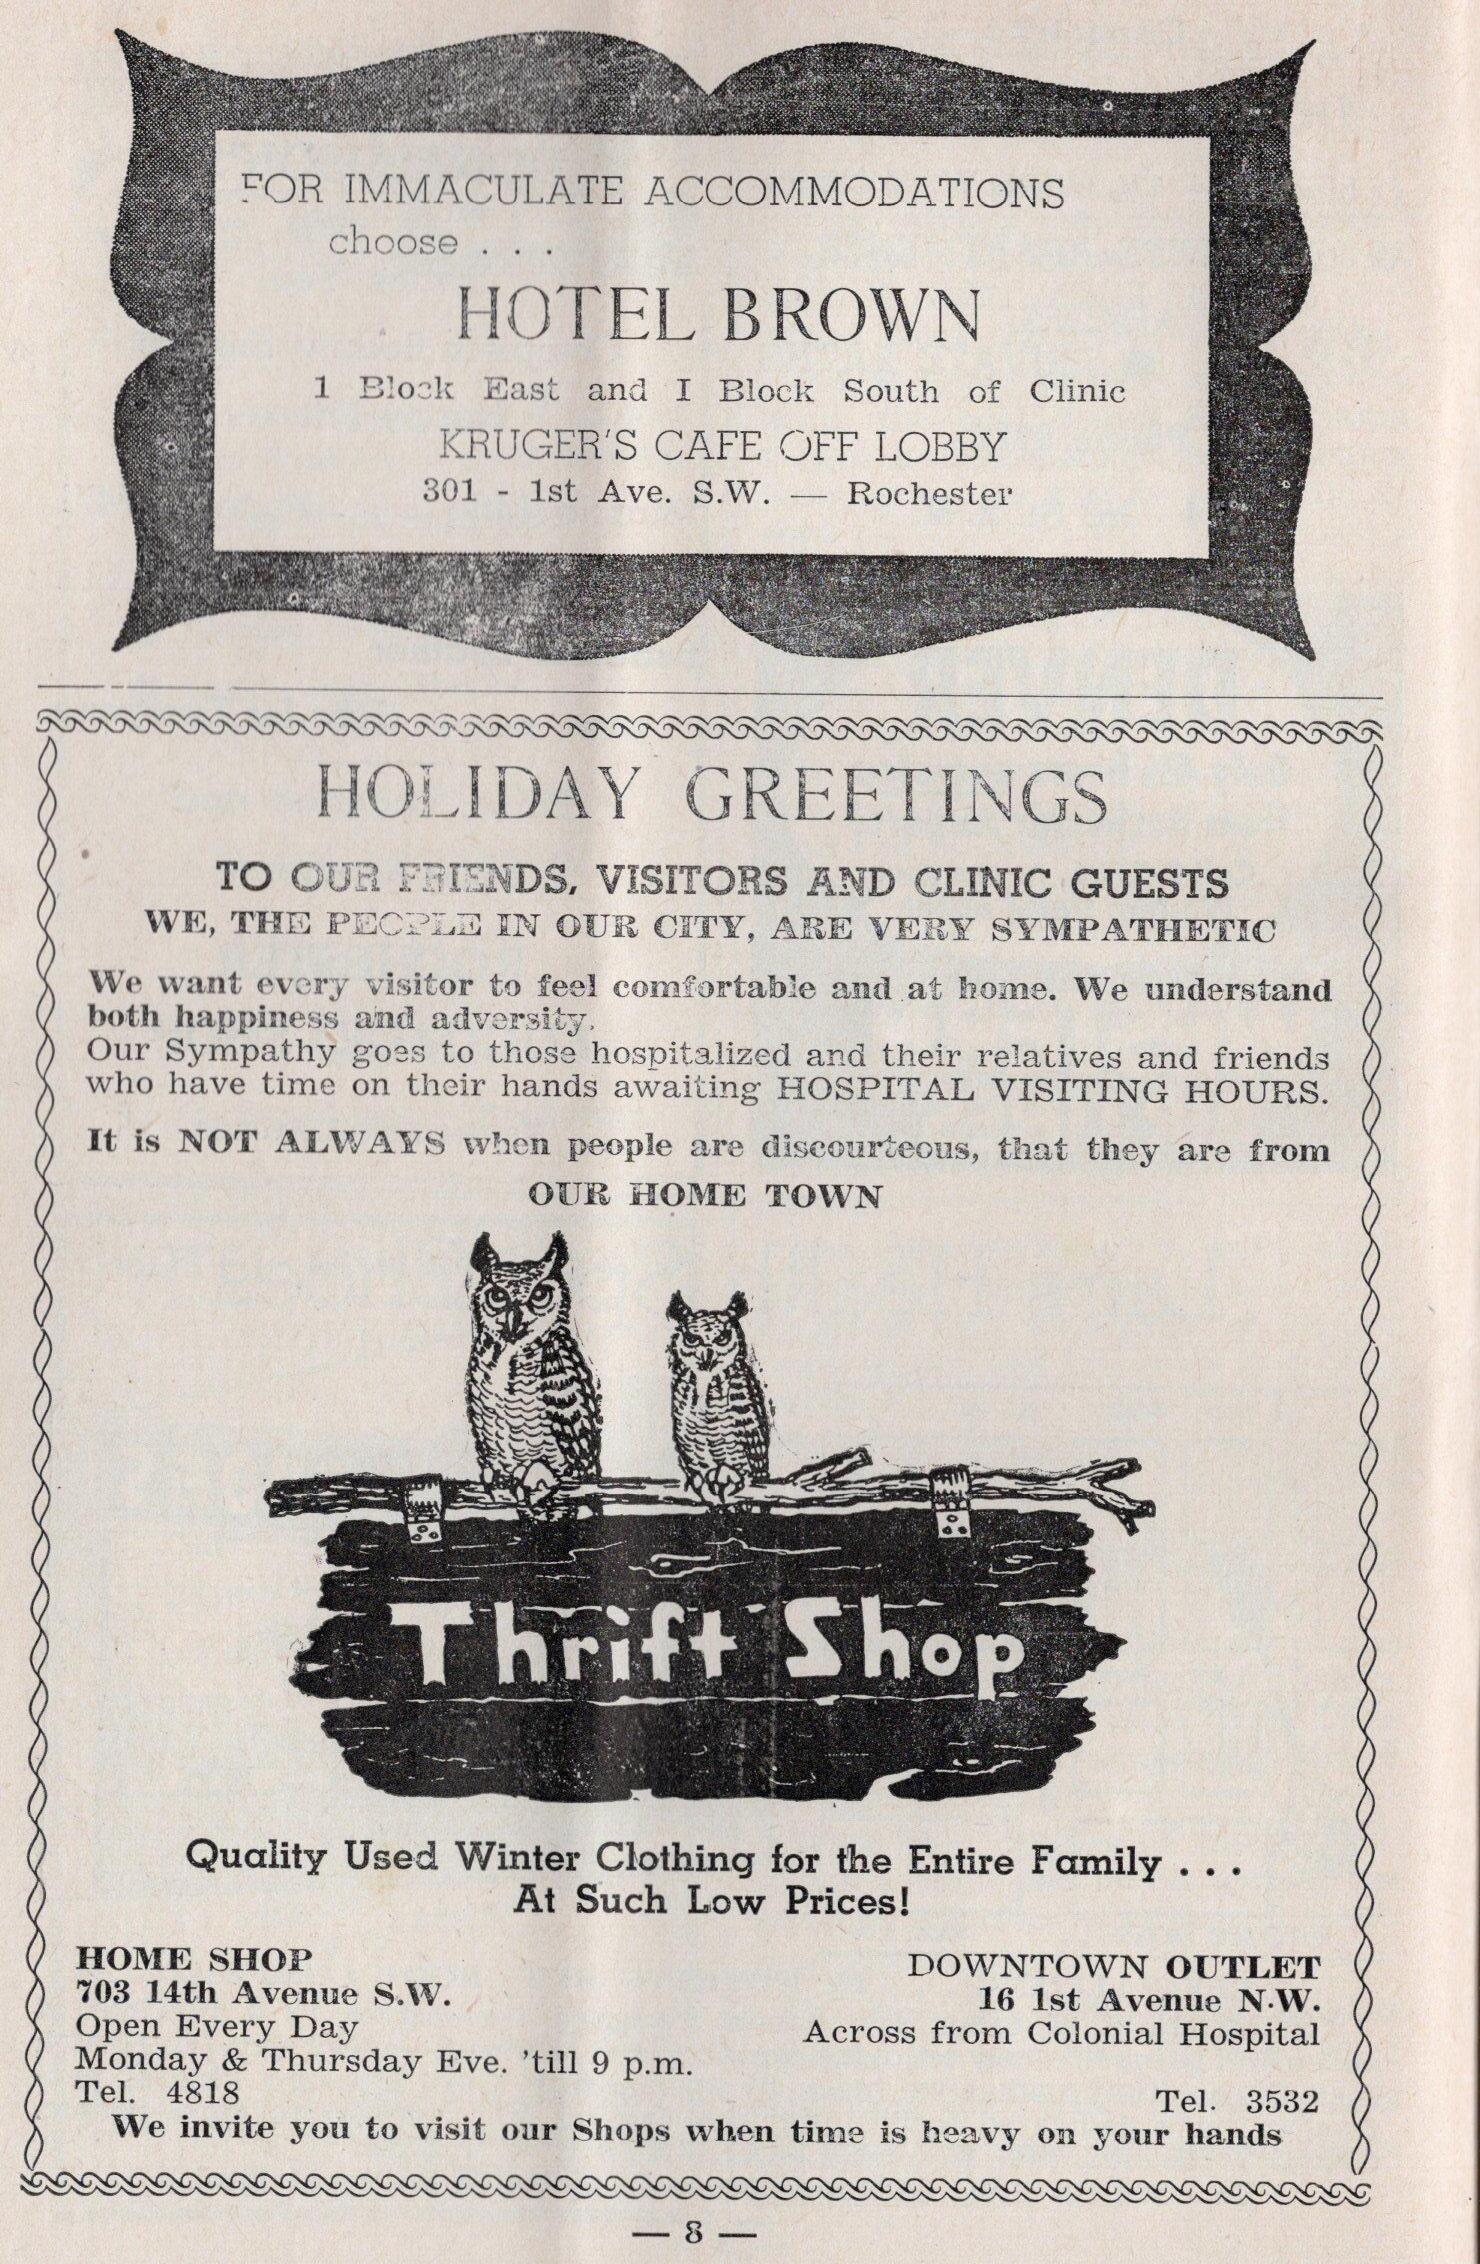 FOR IMMACULATE ACCOMMODATIONS
choose . . .
HOTEL BROWN
1 Block East and I Block South of Clinic
KRUGER'S CAFE OFF LOBBY
301 - 1st Ave. S.W. — Rochester
HOLIDAY GREETINGS
TO OUR FRIENDS, VISITORS AND CLINIC GUESTS
WE, THE PEOPLE IN OUR CITY, ARE VERY SYMPATHETIC
We want every visitor to feel comfortable and at home. We understand
both happiness and adversity.
Our Sympathy goes to those hospitalized and their relatives and friends
who have time on their hands awaiting HOSPITAL VISITING HOURS.
It is NOT ALWAYS when people are discourteous, that they are from
OUR HOME TOWN
Thrift Shop
Quality Used Winter Clothing for the Entire Family . . .
At Such Low Prices!
HOME SHOP
703 14th Avenue S.W.
Open Every Day
Monday & Thursday Eve. 'till 9 p.m.
Tel. 4818
DOWNTOWN OUTLET
16 1st Avenue N.W.
Across from Colonial Hospital
Tel. 3532
We invite you to visit our Shops when time is heavy on your hands
— 8 —